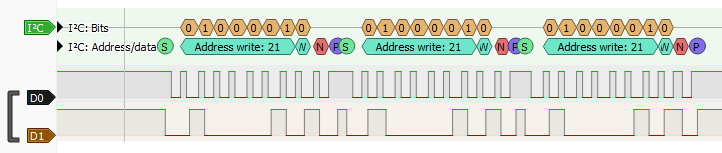 I²C I²C: Bits 0 1 0 0 0 0 1 0 0 1 0 0 0 0 1 0 0 1 0 0 0 0 1 0
I²C: Address/data S Address write: 21 W N P S Address write: 21 W N P S Address write: 21 W N P
D0
D1